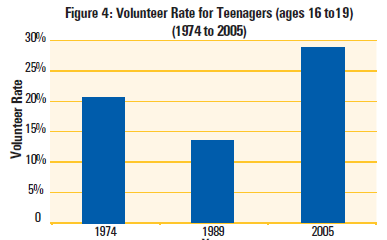 Figure 4: Volunteer Rate for Teenagers (ages 16 to19)
(1974 to 2005)
Volunteer Rate
30%
25%
20%
15%
10%
5%
0
1974 1989 2005